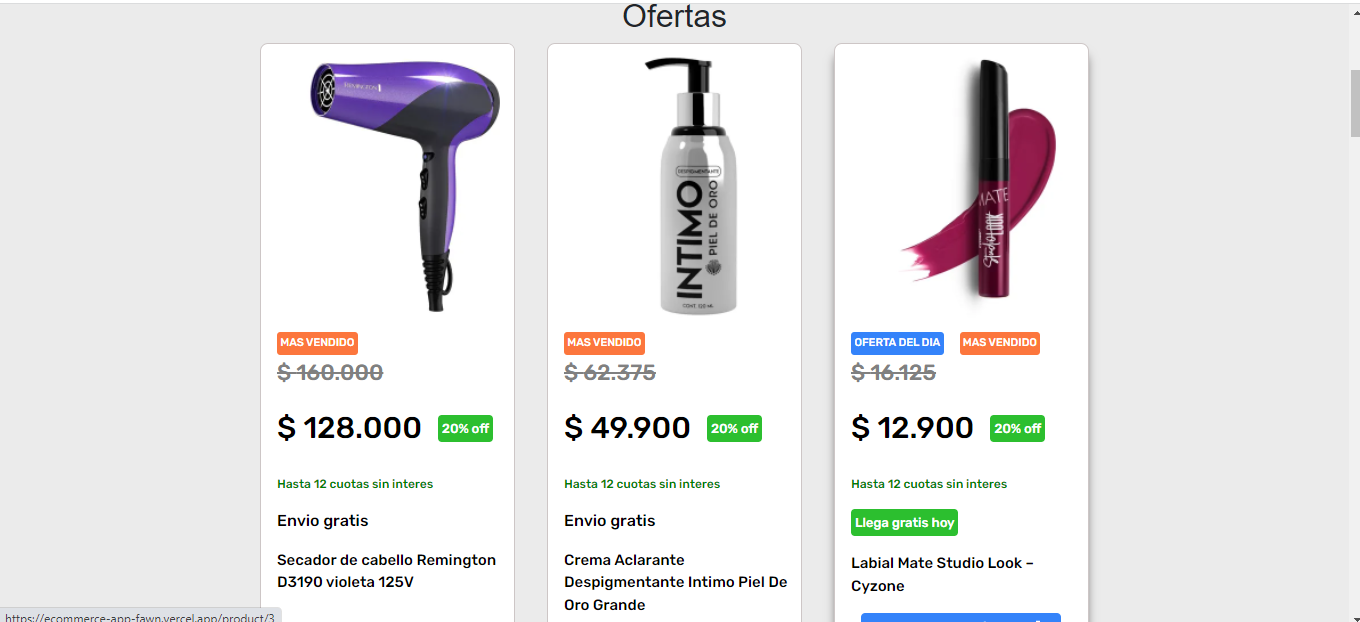 Ofertas
REMINGTON
DESPIGMENTANTE
INTIMO
PIEL DE ORO
CONT. 120 ML
MATE
Studio LOOK
MAS VENDIDO
$ 160.000
$ 128.000 20% off
Hasta 12 cuotas sin interes
Envio gratis
Secador de cabello Remington
D3190 violeta 125V
MAS VENDIDO
$ 62.375
$ 49.900 20% off
Hasta 12 cuotas sin interes
Envio gratis
Crema Aclarante
Despigmentante Intimo Piel De
Oro Grande
OFERTA DEL DIA MAS VENDIDO
$ 16.125
$ 12.900 20% off
Hasta 12 cuotas sin interes
Llega gratis hoy
Labial Mate Studio Look –
Cyzone
https://ecommerce-app-fawn.vercel.app/product/3